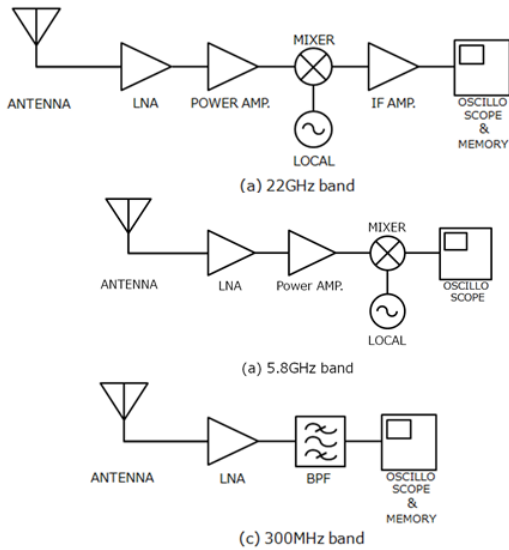 MIXER
ANTENNA
LNA
POWER AMP.
IF AMP.
OSCILLO
SCOPE
&
MEMORY
LOCAL
(a) 22GHz band
MIXER
ANTENNA
LNA
Power AMP.
OSCILLO
SCOPE
LOCAL
(a) 5.8GHz band
ANTENNA
LNA
BPF
OSCILLO
SCOPE
&
MEMORY
(c) 300MHz band